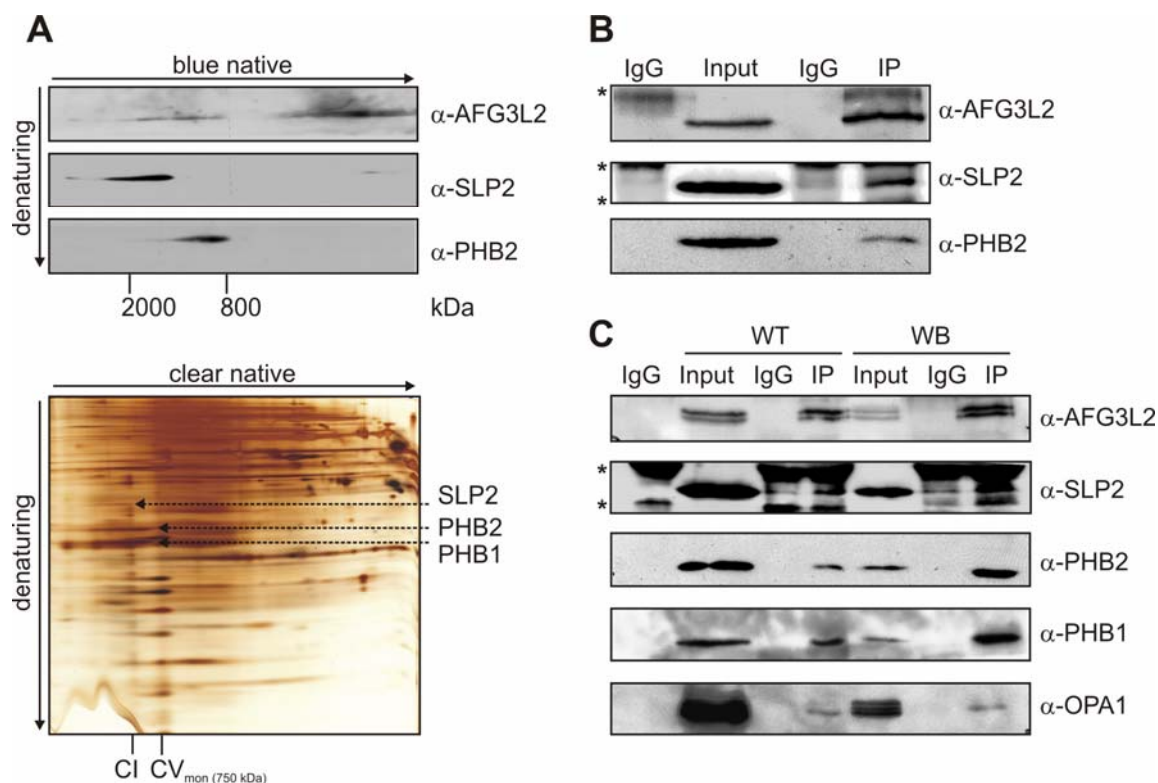 A
blue native
denaturing
α-AFG3L2
α-SLP2
α-PHB2
2000 800 kDa
clear native
denaturing
SLP2
PHB2
PHB1
CI CVmon (750 kDa)
B
IgG Input IgG IP
* α-AFG3L2
* α-SLP2
*
α-PHB2
C
WT WB
IgG Input IgG IP Input IgG IP
α-AFG3L2
* α-SLP2
*
α-PHB2
α-PHB1
α-OPA1